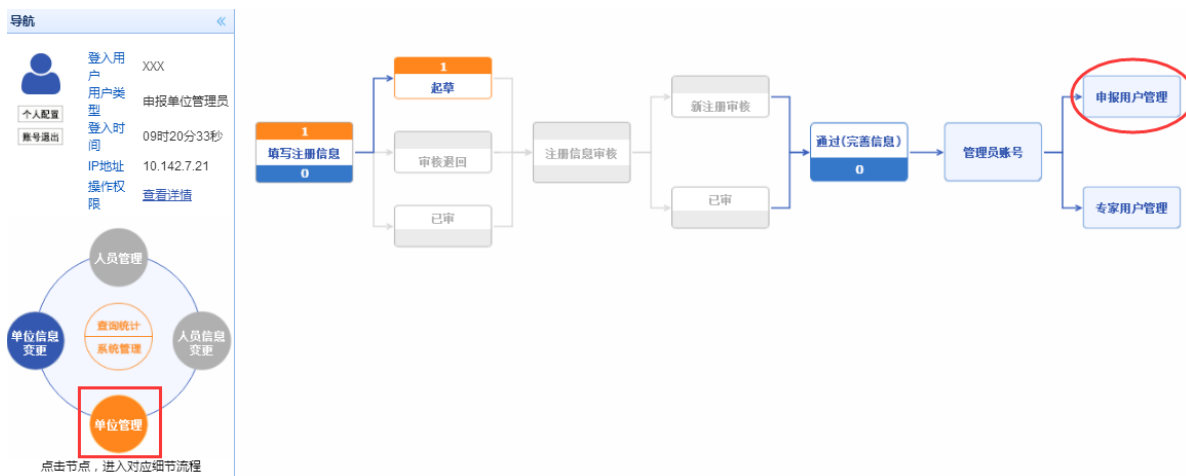 导航
«
登入用
户
XXX
用户类
型
申报单位管理员
个人配置
账号退出
登入时
间
09时20分33秒
IP地址
10.142.7.21
操作权
限
查看详情
人员管理
单位信息
变更
查询统计
系统管理
人员信息
变更
单位管理
点击节点，进入对应细节流程
1
填写注册信息
0
1
起草
审核退回
已审
注册信息审核
新注册审核
已审
通过(完善信息)
0
管理员账号
申报用户管理
专家用户管理